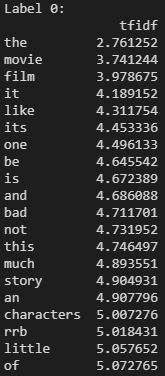 Label 0:
tfidf
the 2.761252
movie 3.741244
film 3.978675
it 4.189152
like 4.311754
its 4.453336
one 4.496133
be 4.645542
is 4.672389
and 4.686088
bad 4.711701
not 4.731952
this 4.746497
much 4.893551
story 4.904931
an 4.907796
characters 5.007276
rrb 5.018431
little 5.057652
of 5.072765